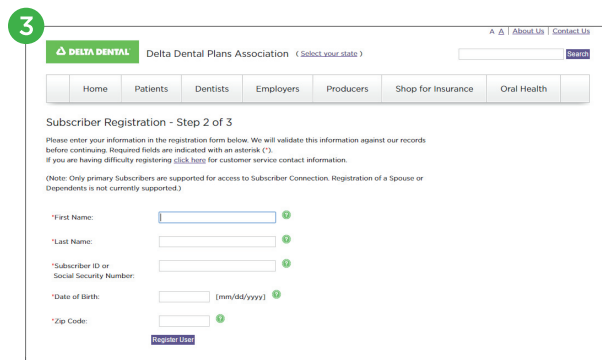 3
A A | About Us | Contact Us
DELTA DENTAL Delta Dental Plans Association ( Select your state ) Search
Home Patients Dentists Employers Producers Shop for Insurance Oral Health
Subscriber Registration - Step 2 of 3
Please enter your information in the registration form below. We will validate this information against our records
before continuing. Required fields are indicated with an asterisk (*).
If you are having difficulty registering click here for customer service contact information.
(Note: Only primary Subscribers are supported for access to Subscriber Connection. Registration of a Spouse or
Dependents is not currently supported.)
*First Name: ?
*Last Name: ?
*Subscriber ID or ?
Social Security Number:
*Date of Birth: [mm/dd/yyyy] ?
*Zip Code: ?
Register User